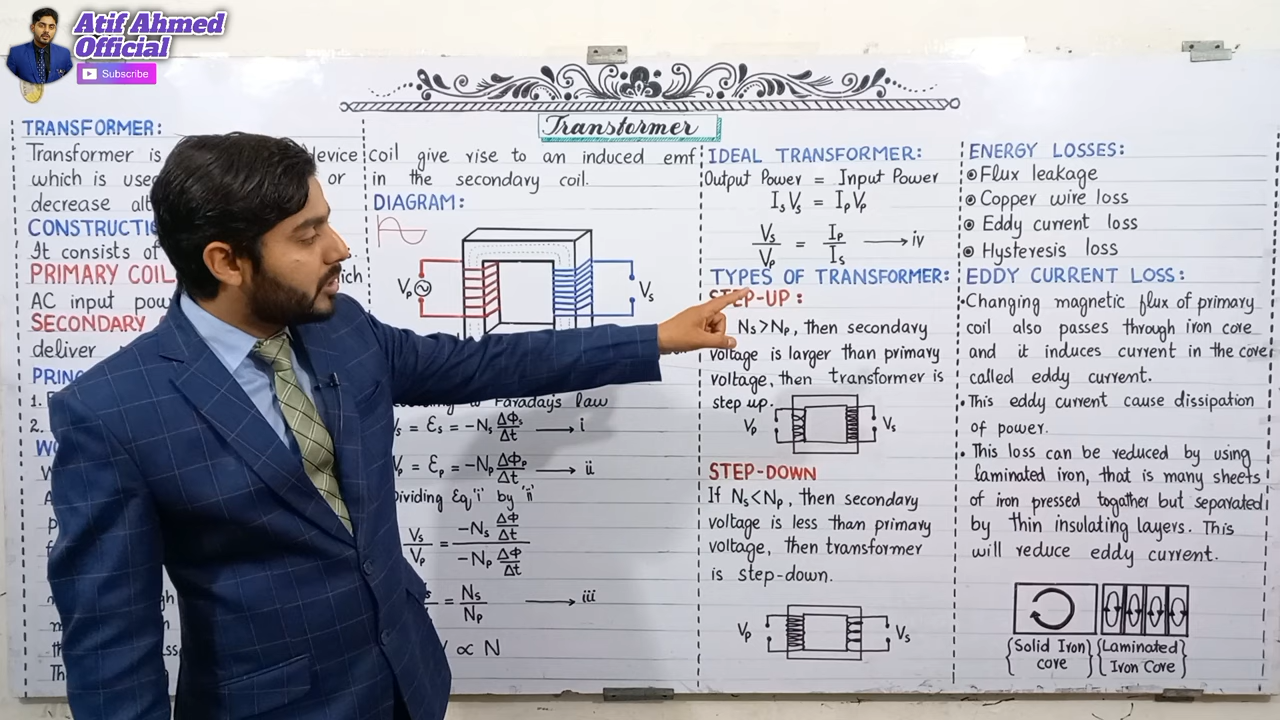 Atif Ahmed
Official
Subscribe
Transformer
TRANSFORMER:
Transformer is device
which is use or
decrease alt
CONSTRUCTI
It consists of
PRIMARY COIL
which
AC input pow
SECONDARY
deliver
PRIN
1.
2.
coil give rise to an induced emf
in the secondary coil.
DIAGRAM:
Vp Vs
to Faradays law
Vs = Ɛs = -Ns ΔΦs/Δt ⟶ i
Vp = Ɛp = -Np ΔΦp/Δt ⟶ ii
Dividing Eq 'i' by 'ii'
Vs/Vp = -Ns ΔΦ/Δt / -Np ΔΦ/Δt
= Ns/Np ⟶ iii
V ∝ N
IDEAL TRANSFORMER:
Output Power = Input Power
IsVs = IpVp
Vs/Vp = Ip/Is ⟶ iv
TYPES OF TRANSFORMER:
STEP-UP:
Ns>Np, then secondary
voltage is larger than primary
voltage, then transformer is
step up.
Vp Vs
STEP-DOWN
If Ns<Np, then secondary
voltage is less than primary
voltage, then transformer
is step-down.
Vp Vs
ENERGY LOSSES:
⦿ Flux leakage
⦿ Copper wire loss
⦿ Eddy current loss
⦿ Hysteresis loss
EDDY CURRENT LOSS:
•Changing magnetic flux of primary
coil also passes through iron core
and it induces current in the core
called eddy current.
•This eddy current cause dissipation
of power.
•This loss can be reduced by using
laminated iron, that is many sheets
of iron pressed togather but separated
by thin insulating layers. This
will reduce eddy current.
{Solid Iron core}
{Laminated Iron Core}